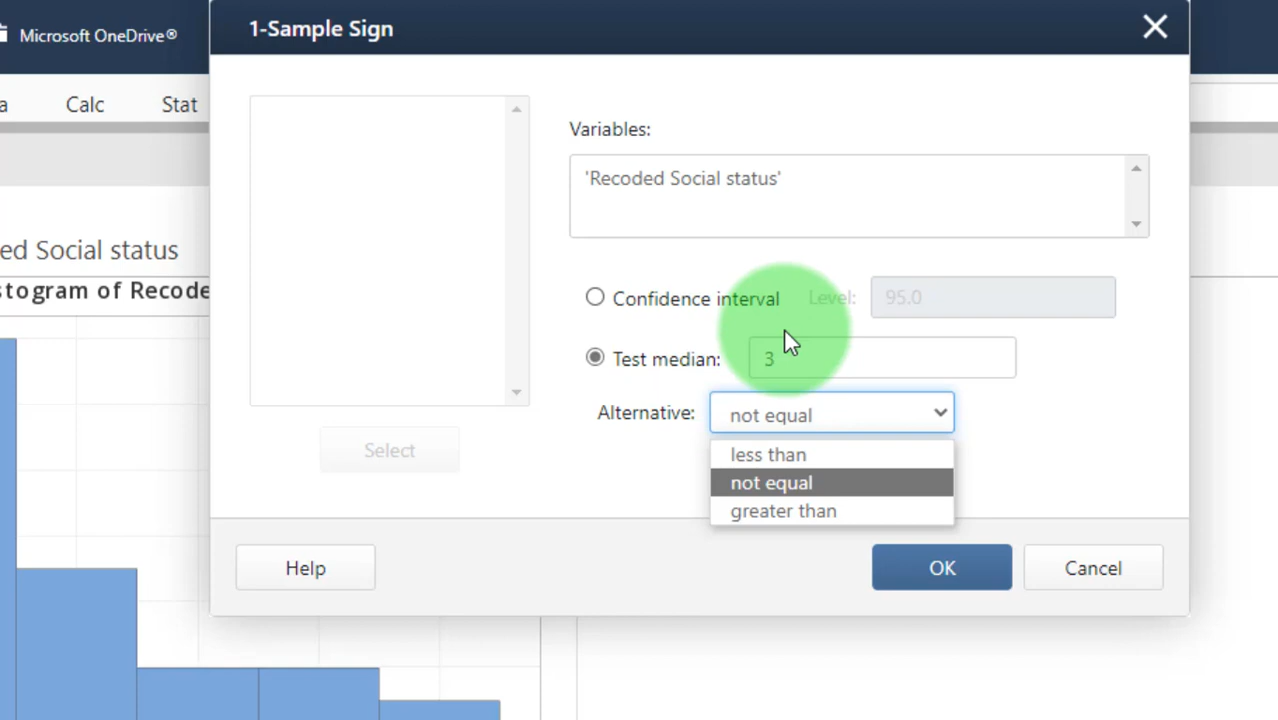 1-Sample Sign
Microsoft OneDrive®
a Calc Stat
Variables:
'Recoded Social status'
ed Social status
stogram of Recode
Confidence interval Level: 95.0
Test median: 3
Alternative: not equal
less than
not equal
greater than
Select
Help OK Cancel